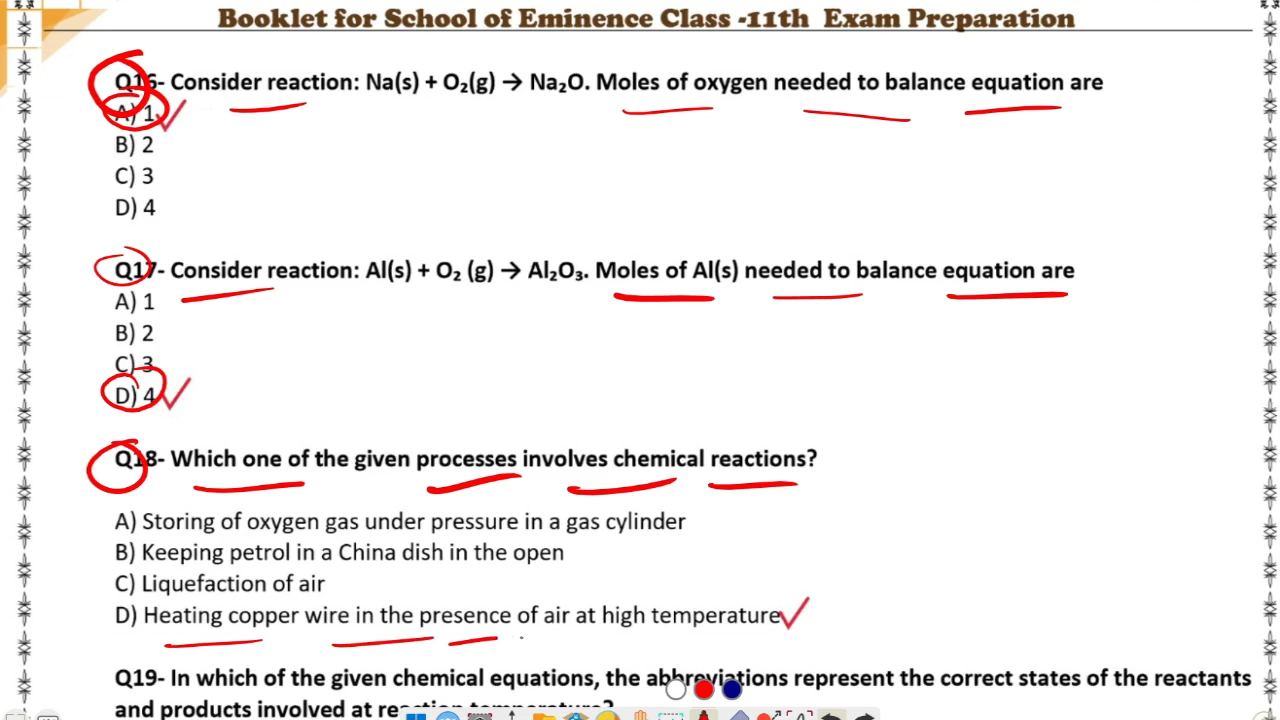 Booklet for School of Eminence Class -11th Exam Preparation
Q16- Consider reaction: Na(s) + O₂(g) → Na₂O. Moles of oxygen needed to balance equation are
A) 1
B) 2
C) 3
D) 4
Q17- Consider reaction: Al(s) + O₂ (g) → Al₂O₃. Moles of Al(s) needed to balance equation are
A) 1
B) 2
C) 3
D) 4
Q18- Which one of the given processes involves chemical reactions?
A) Storing of oxygen gas under pressure in a gas cylinder
B) Keeping petrol in a China dish in the open
C) Liquefaction of air
D) Heating copper wire in the presence of air at high temperature
Q19- In which of the given chemical equations, the abbreviations represent the correct states of the reactants
and products involved at reaction temperature?